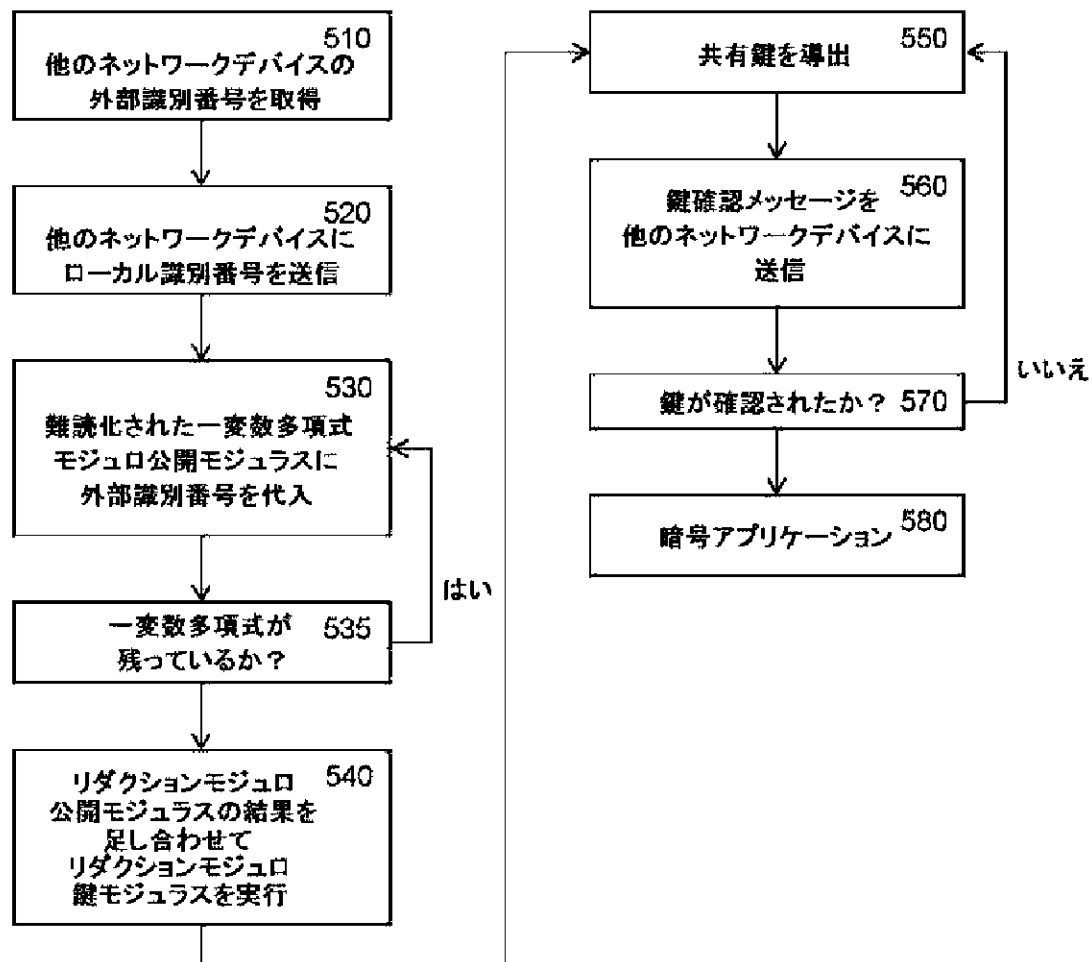 510
他のネットワークデバイスの
外部識別番号を取得
520
他のネットワークデバイスに
ローカル識別番号を送信
530
難読化された一変数多項式
モジュロ公開モジュラスに
外部識別番号を代入
はい
一変数多項式が 535
残っているか？
リダクションモジュロ 540
公開モジュラスの結果を
足し合わせて
リダクションモジュロ
鍵モジュラスを実行
共有鍵を導出 550
鍵確認メッセージを 560
他のネットワークデバイスに
送信
いいえ
鍵が確認されたか？ 570
暗号アプリケーション 580